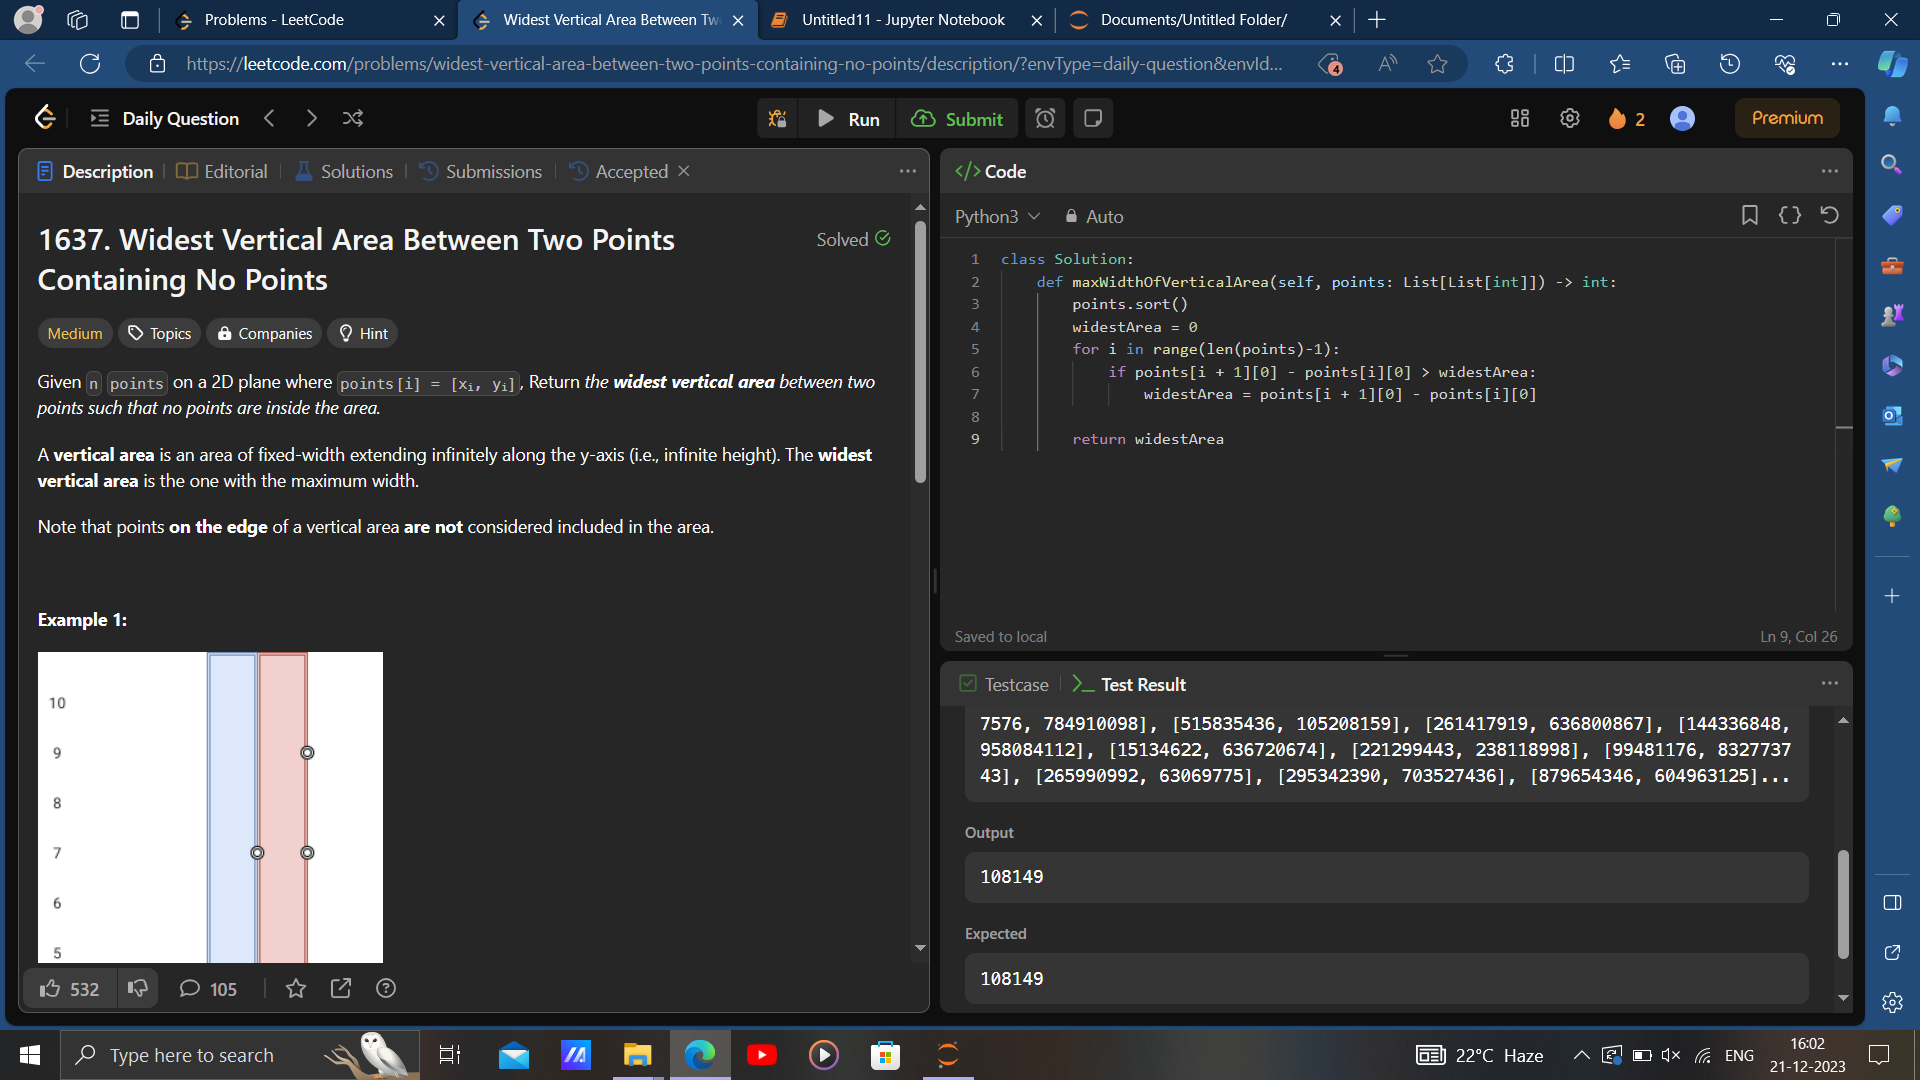 Problems - LeetCode
Widest Vertical Area Between Tw
Untitled11 - Jupyter Notebook
Documents/Untitled Folder/
https://leetcode.com/problems/widest-vertical-area-between-two-points-containing-no-points/description/?envType=daily-question&envId...
4
Daily Question
Run
Submit
2
Premium
Description
Editorial
Solutions
Submissions
Accepted
1637. Widest Vertical Area Between Two Points
Containing No Points
Solved
Medium
Topics
Companies
Hint
Given n points on a 2D plane where points[i] = [xi, yi], Return the widest vertical area between two
points such that no points are inside the area.
A vertical area is an area of fixed-width extending infinitely along the y-axis (i.e., infinite height). The widest
vertical area is the one with the maximum width.
Note that points on the edge of a vertical area are not considered included in the area.
Example 1:
10
9
8
7
6
5
532
105
</> Code
Python3
Auto
1 class Solution:
2 def maxWidthOfVerticalArea(self, points: List[List[int]]) -> int:
3 points.sort()
4 widestArea = 0
5 for i in range(len(points)-1):
6 if points[i + 1][0] - points[i][0] > widestArea:
7 widestArea = points[i + 1][0] - points[i][0]
8
9 return widestArea
Saved to local
Ln 9, Col 26
Testcase
Test Result
7576, 784910098], [515835436, 105208159], [261417919, 636800867], [144336848,
958084112], [15134622, 636720674], [221299443, 238118998], [99481176, 8327737
43], [265990992, 63069775], [295342390, 703527436], [879654346, 604963125]...
Output
108149
Expected
108149
Type here to search
22°C Haze
ENG
16:02
21-12-2023